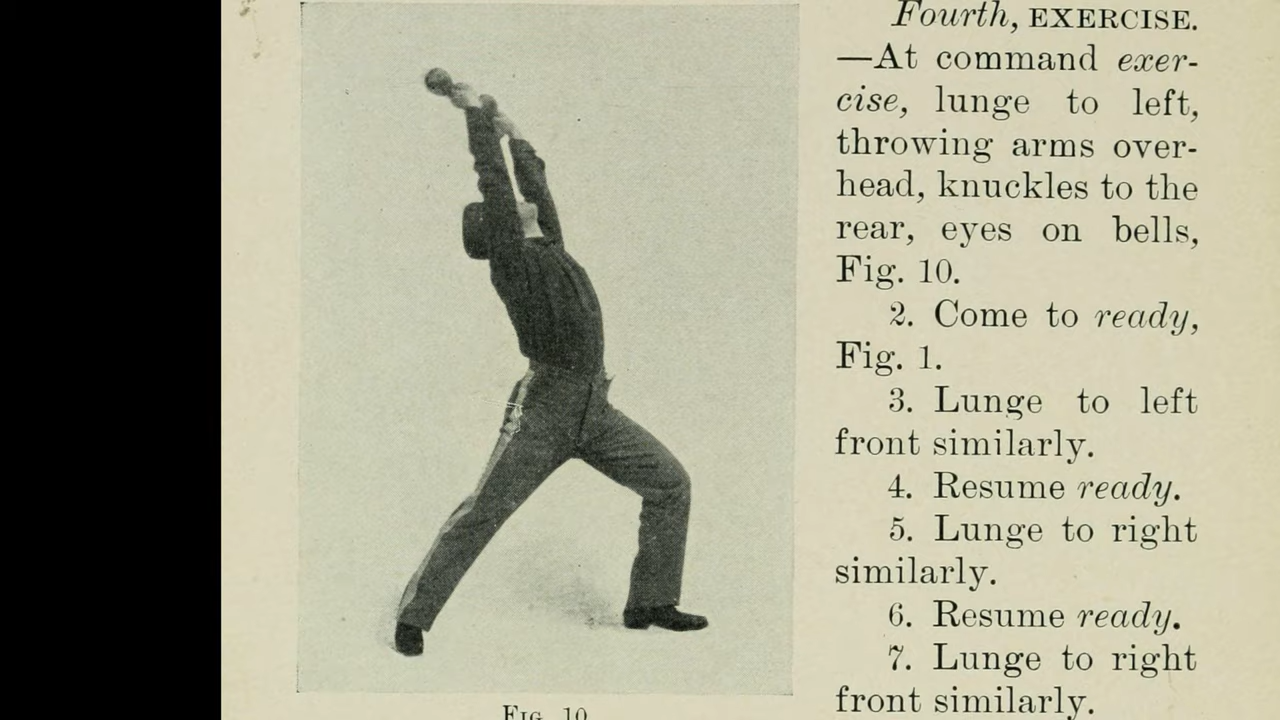 Fourth, EXERCISE.
—At command exer-
cise, lunge to left,
throwing arms over-
head, knuckles to the
rear, eyes on bells,
Fig. 10.
2. Come to ready,
Fig. 1.
3. Lunge to left
front similarly.
4. Resume ready.
5. Lunge to right
similarly.
6. Resume ready.
7. Lunge to right
front similarly.
Fig. 10